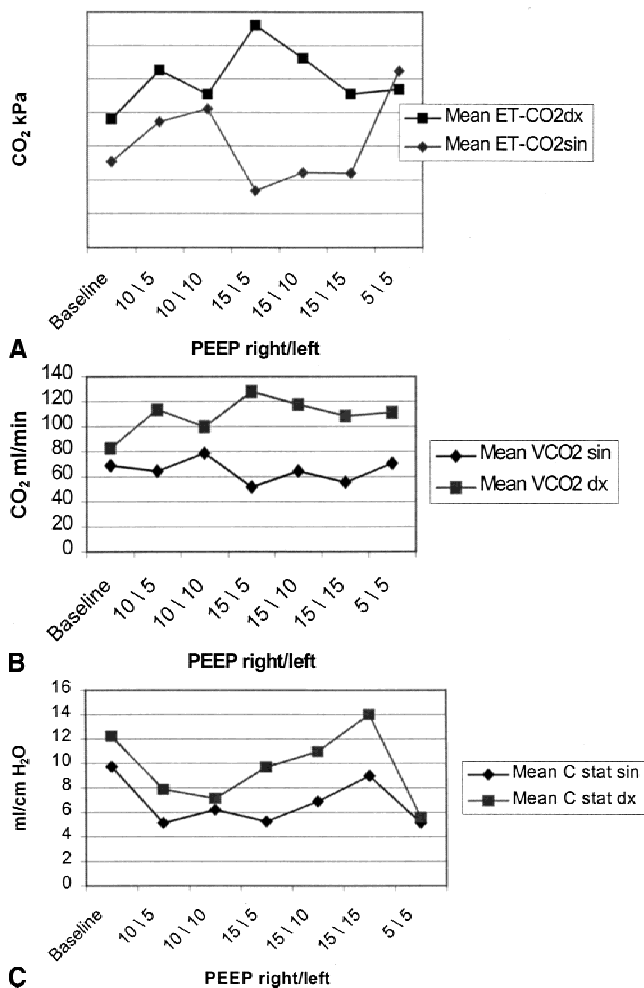 CO₂ kPa
Mean ET-CO2dx
Mean ET-CO2sin
Baseline
10 \ 5
10 \ 10
15 \ 5
15 \ 10
15 \ 15
5 \ 5
A
PEEP right/left
CO₂ ml/min
140
120
100
80
60
40
20
0
Mean VCO2 sin
Mean VCO2 dx
Baseline
10 \ 5
10 \ 10
15 \ 5
15 \ 10
15 \ 15
5 \ 5
B
PEEP right/left
ml/cm H₂O
16
14
12
10
8
6
4
2
0
Mean C stat sin
Mean C stat dx
Baseline
10 \ 5
10 \ 10
15 \ 5
15 \ 10
15 \ 15
5 \ 5
C
PEEP right/left